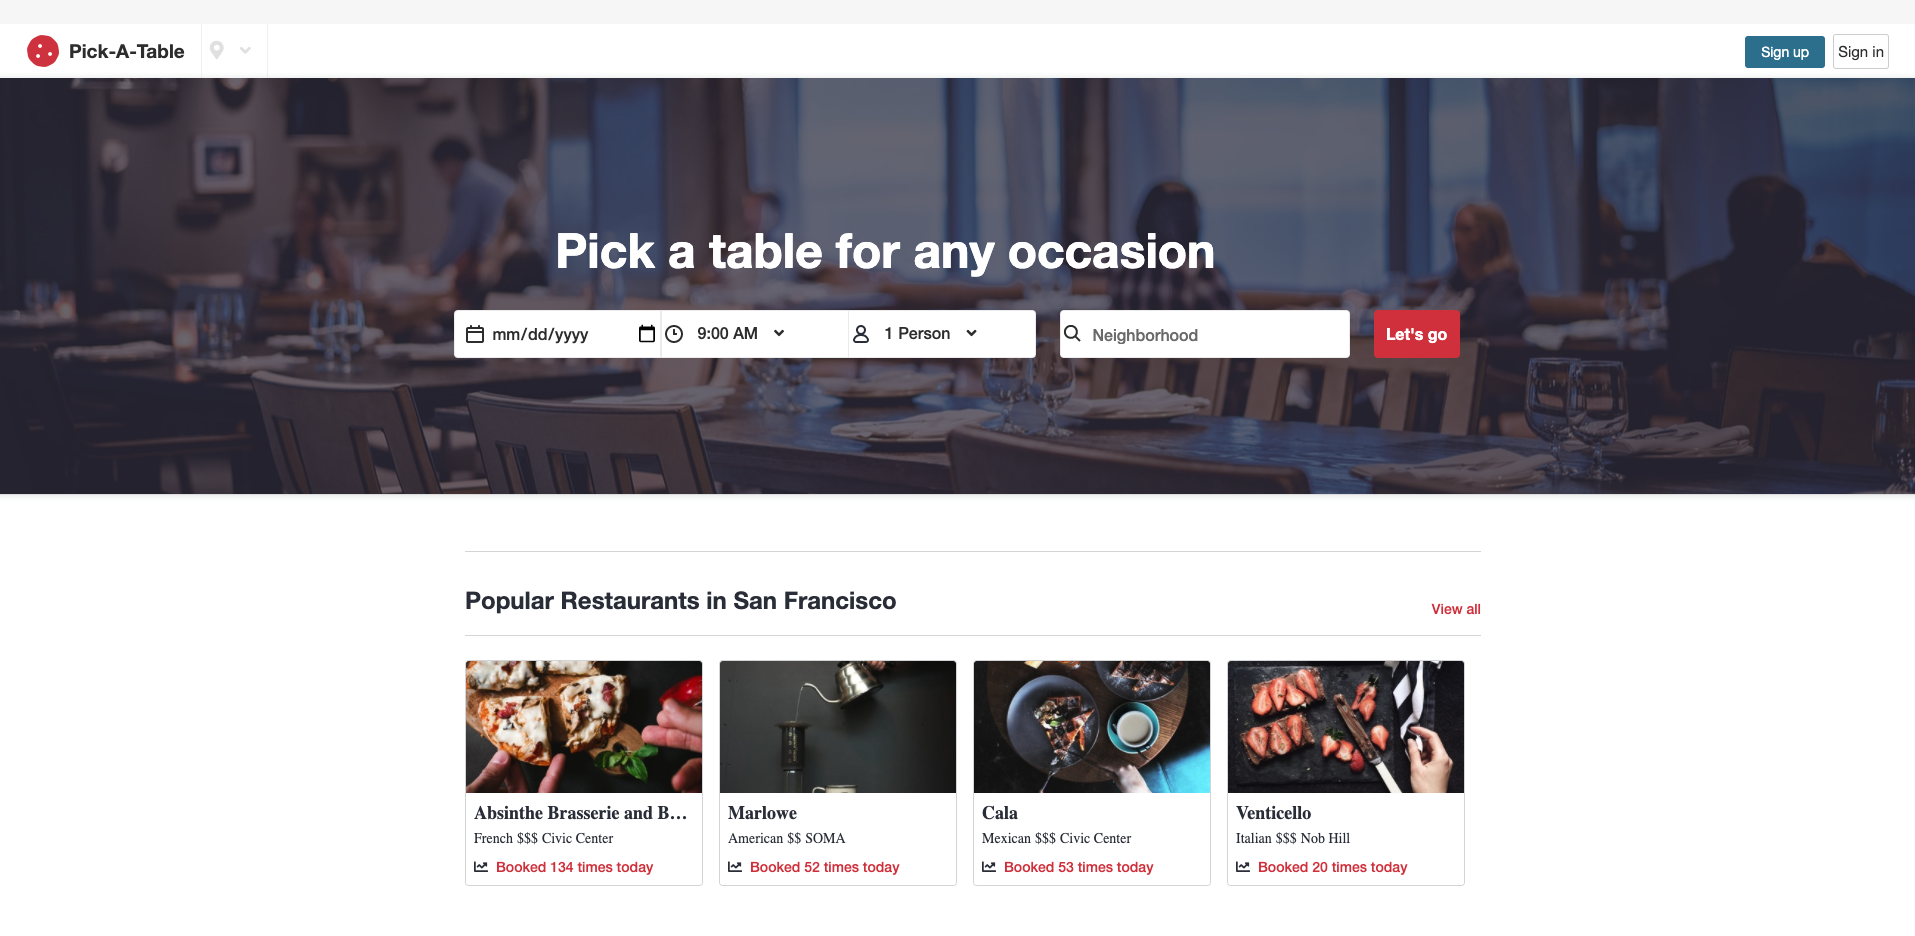 Pick-A-Table
Sign up
Sign in
Pick a table for any occasion
mm/dd/yyyy
9:00 AM
1 Person
Neighborhood
Let's go
Popular Restaurants in San Francisco
View all
Absinthe Brasserie and B...
French $$$ Civic Center
Booked 134 times today
Marlowe
American $$ SOMA
Booked 52 times today
Cala
Mexican $$$ Civic Center
Booked 53 times today
Venticello
Italian $$$ Nob Hill
Booked 20 times today